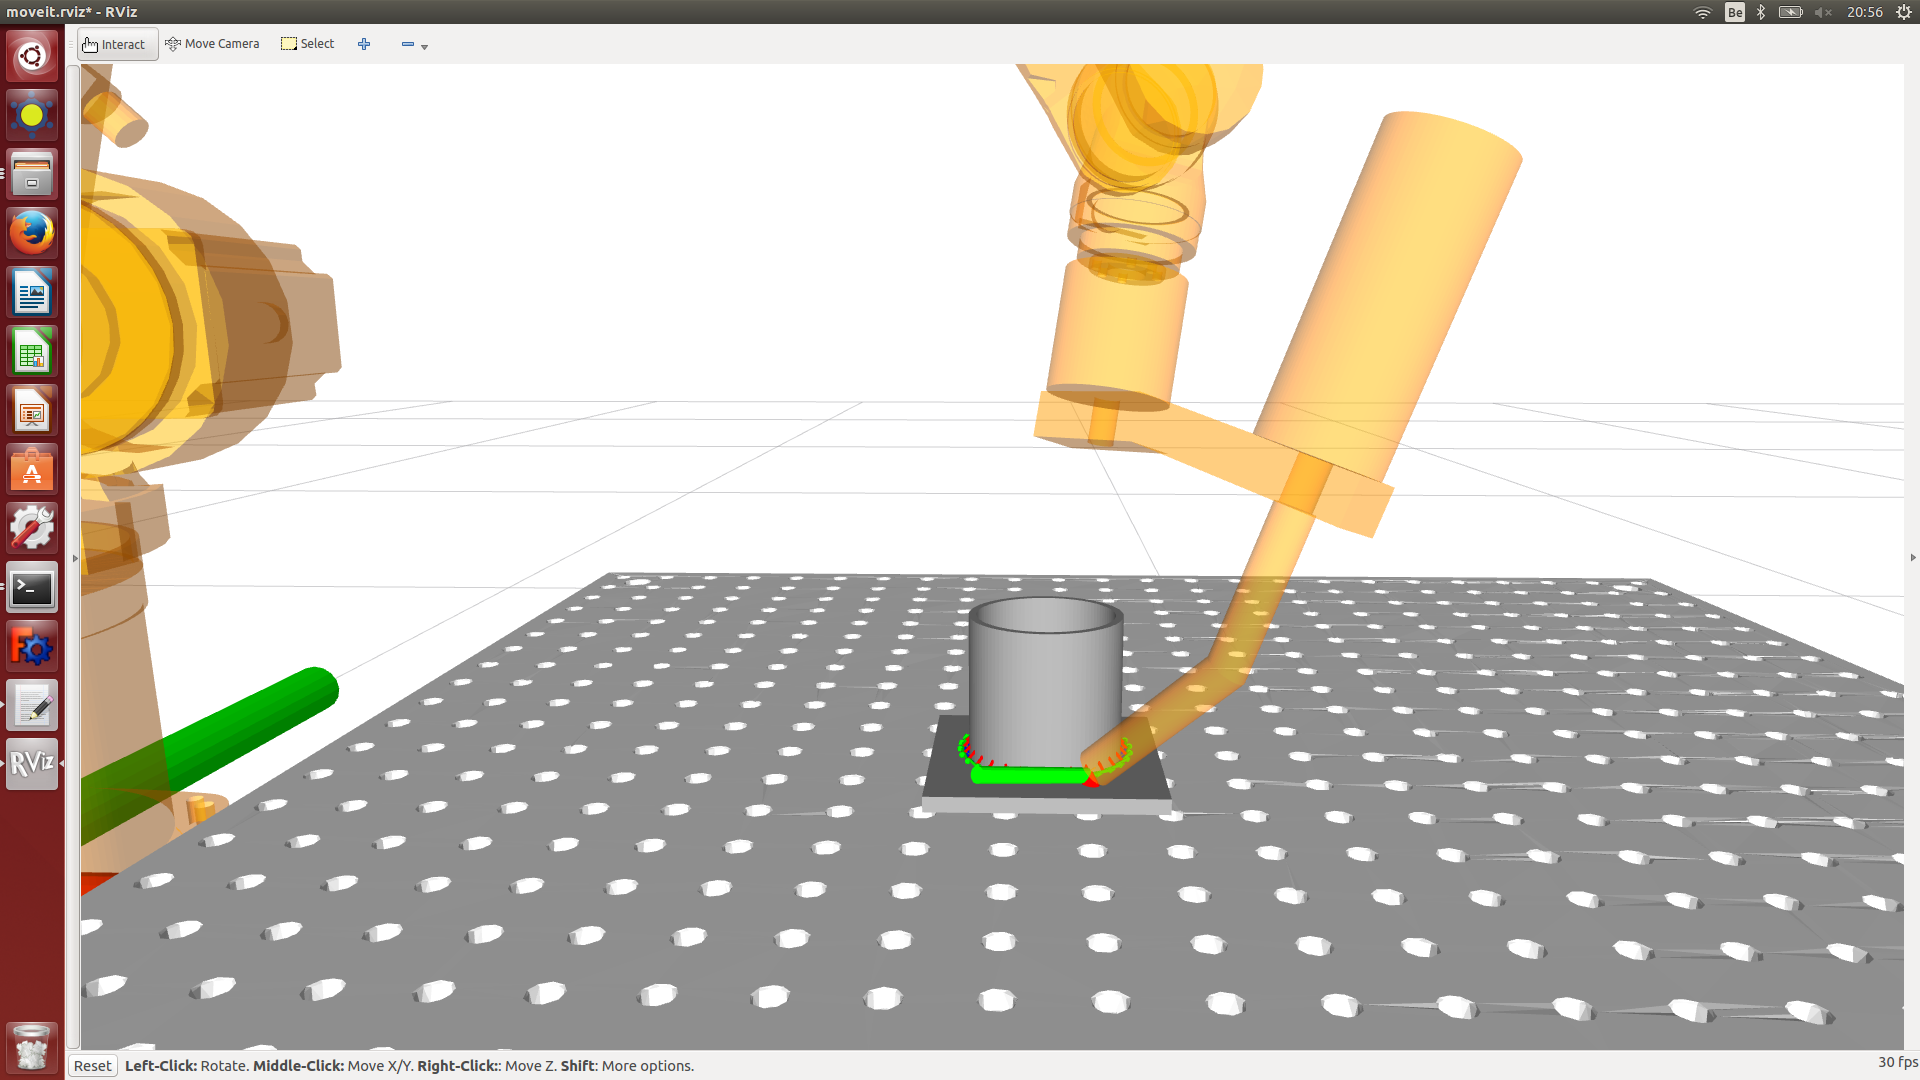 moveit.rviz* - RViz
Be
20:56
Interact
Move Camera
Select
RViz
Reset
Left-Click: Rotate. Middle-Click: Move X/Y. Right-Click:: Move Z. Shift: More options.
30 fps